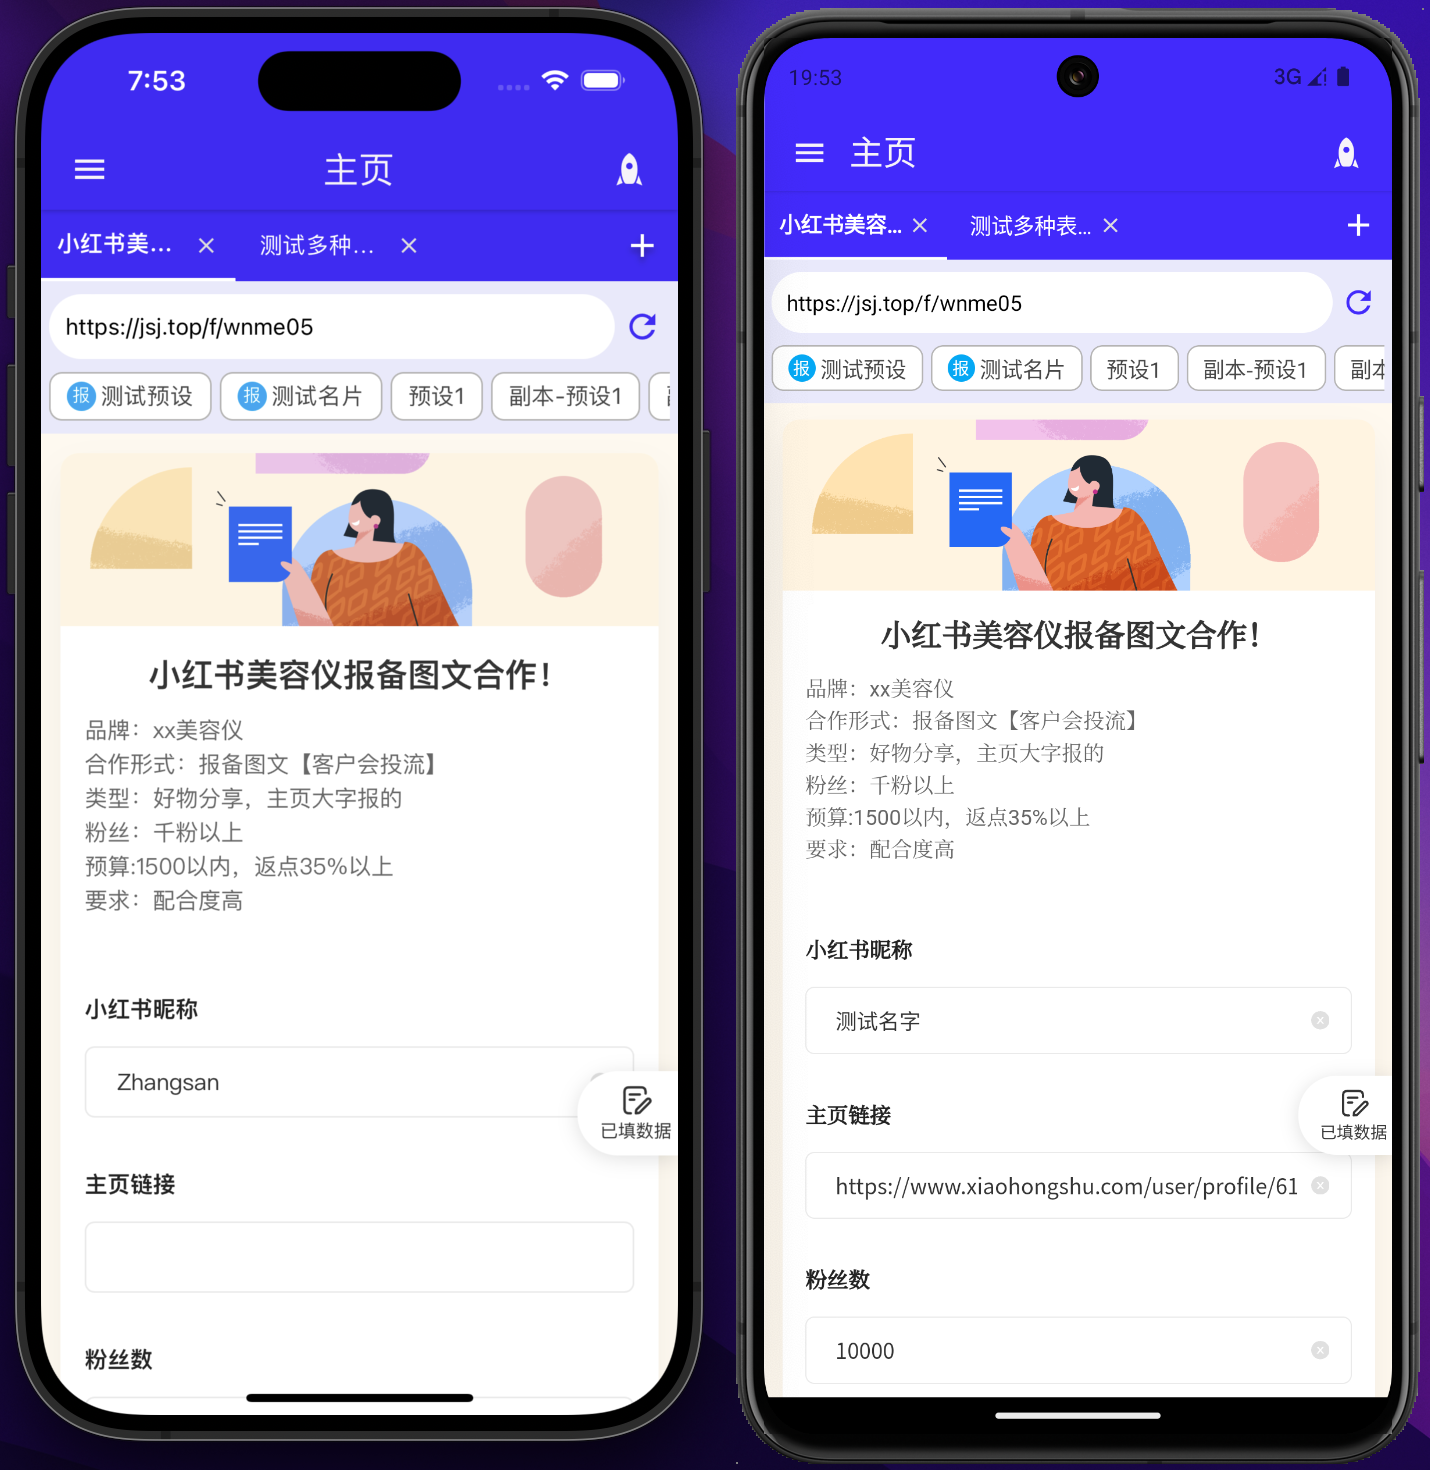 7:53
主页
小红书美...
测试多种...
https://jsj.top/f/wnme05
报 测试预设
报 测试名片
预设1
副本-预设1
小红书美容仪报备图文合作！
品牌：xx美容仪
合作形式：报备图文【客户会投流】
类型：好物分享，主页大字报的
粉丝：千粉以上
预算:1500以内，返点35%以上
要求：配合度高
小红书昵称
Zhangsan
已填数据
主页链接
粉丝数
19:53
3G
主页
小红书美容...
测试多种表...
https://jsj.top/f/wnme05
报 测试预设
报 测试名片
预设1
副本-预设1
副本
小红书美容仪报备图文合作！
品牌：xx美容仪
合作形式：报备图文【客户会投流】
类型：好物分享，主页大字报的
粉丝：千粉以上
预算:1500以内，返点35%以上
要求：配合度高
小红书昵称
测试名字
主页链接
已填数据
https://www.xiaohongshu.com/user/profile/61
粉丝数
10000